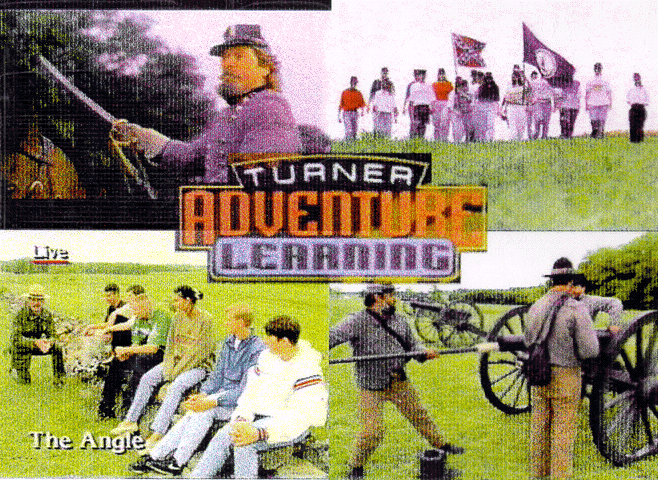 TURNER
ADVENTURE
LEARNING
Live
The Angle